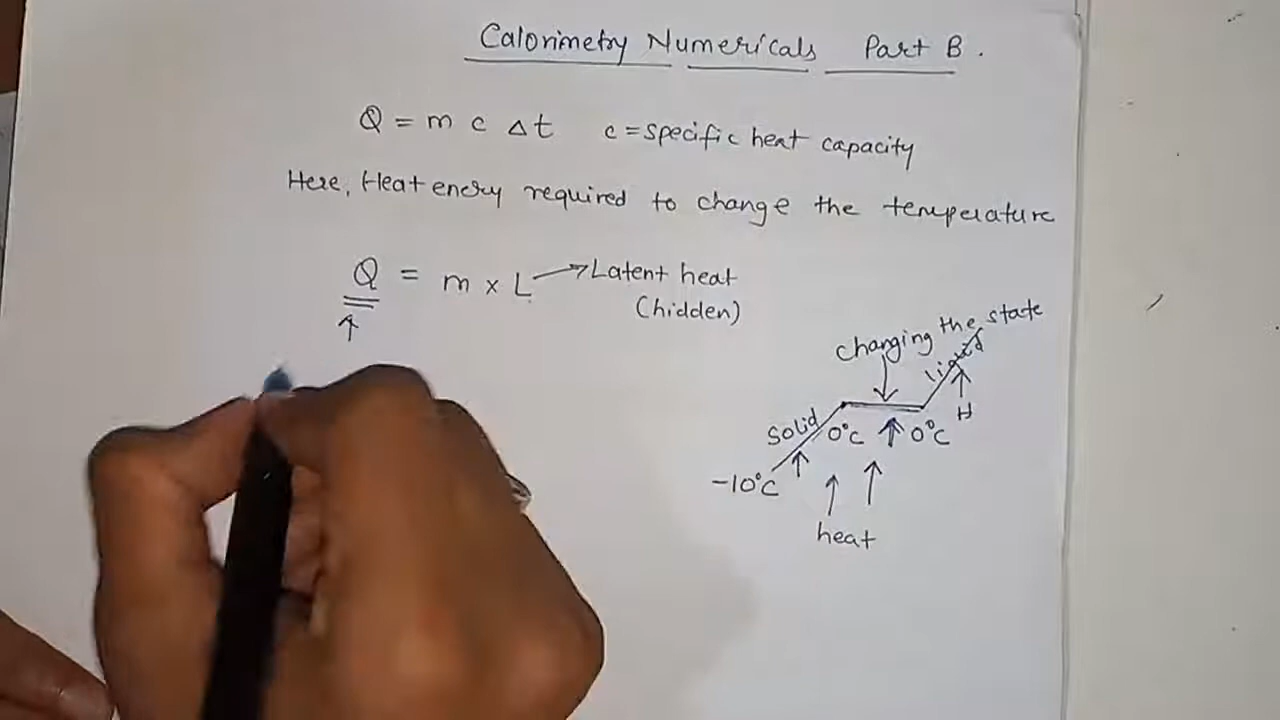 Calorimetry Numericals Part B.
Q = m c Δt c = specific heat capacity
Here, Heat enery required to change the temperature
Q = m × L → Latent heat
(hidden)
changing the state
solid
liqid
0°C
0°C
H
-10°C
heat